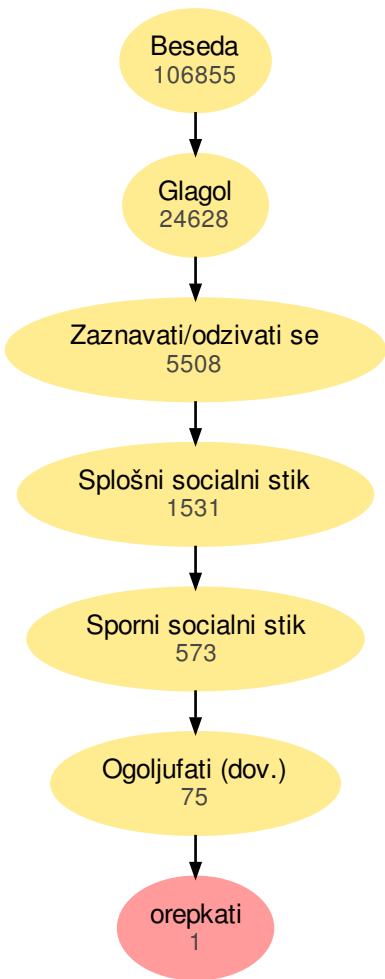 Beseda
106855
Glagol
24628
Zaznavati/odzivati se
5508
Splošni socialni stik
1531
Sporni socialni stik
573
Ogoljufati (dov.)
75
orepkati
1